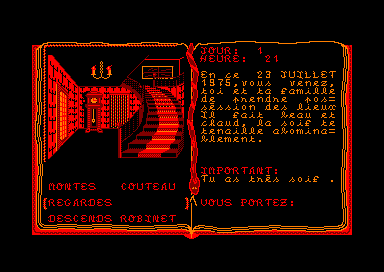 JOUR: 1
HEURE: 21
En ce 23 JUILLET
1975,vous venez,
toi et ta famille
de prendre pos-
session des lieux
Il fait beau et
chaud, la soif te
tenaille abomina-
blement.
IMPORTANT:
Tu as très soif .
VOUS PORTEZ:
MONTES COUTEAU
REGARDES
DESCENDS ROBINET